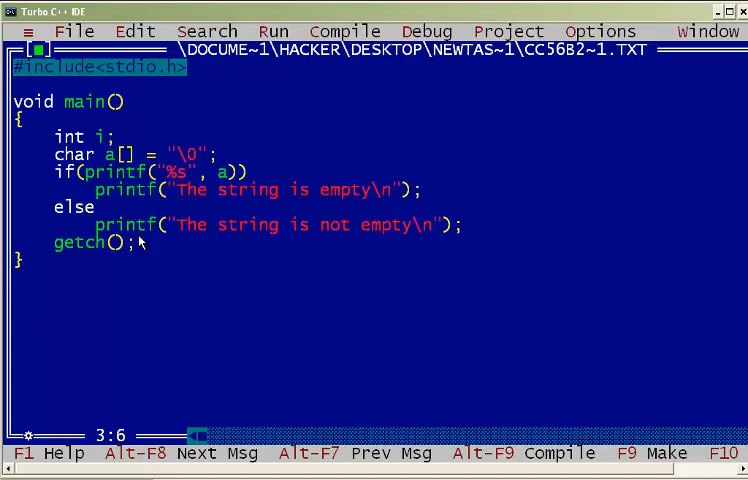 Turbo C++ IDE
≡ File Edit Search Run Compile Debug Project Options Window
[■] \DOCUME~1\HACKER\DESKTOP\NEWTAS~1\CC56B2~1.TXT
#include<stdio.h>
void main()
{
int i;
char a[] = "\0";
if(printf("%s", a))
printf("The string is empty\n");
else
printf("The string is not empty\n");
getch();
}
3:6
F1 Help Alt-F8 Next Msg Alt-F7 Prev Msg Alt-F9 Compile F9 Make F10